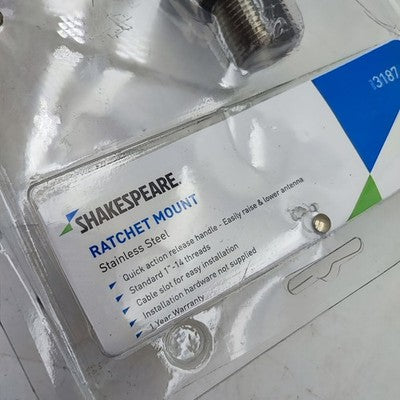 3187
SHAKESPEARE.
RATCHET MOUNT
Stainless Steel
Quick action release handle - Easily raise & lower antenna
Standard 1"-14 threads
Cable slot for easy installation
Installation hardware not supplied
1 Year Warranty